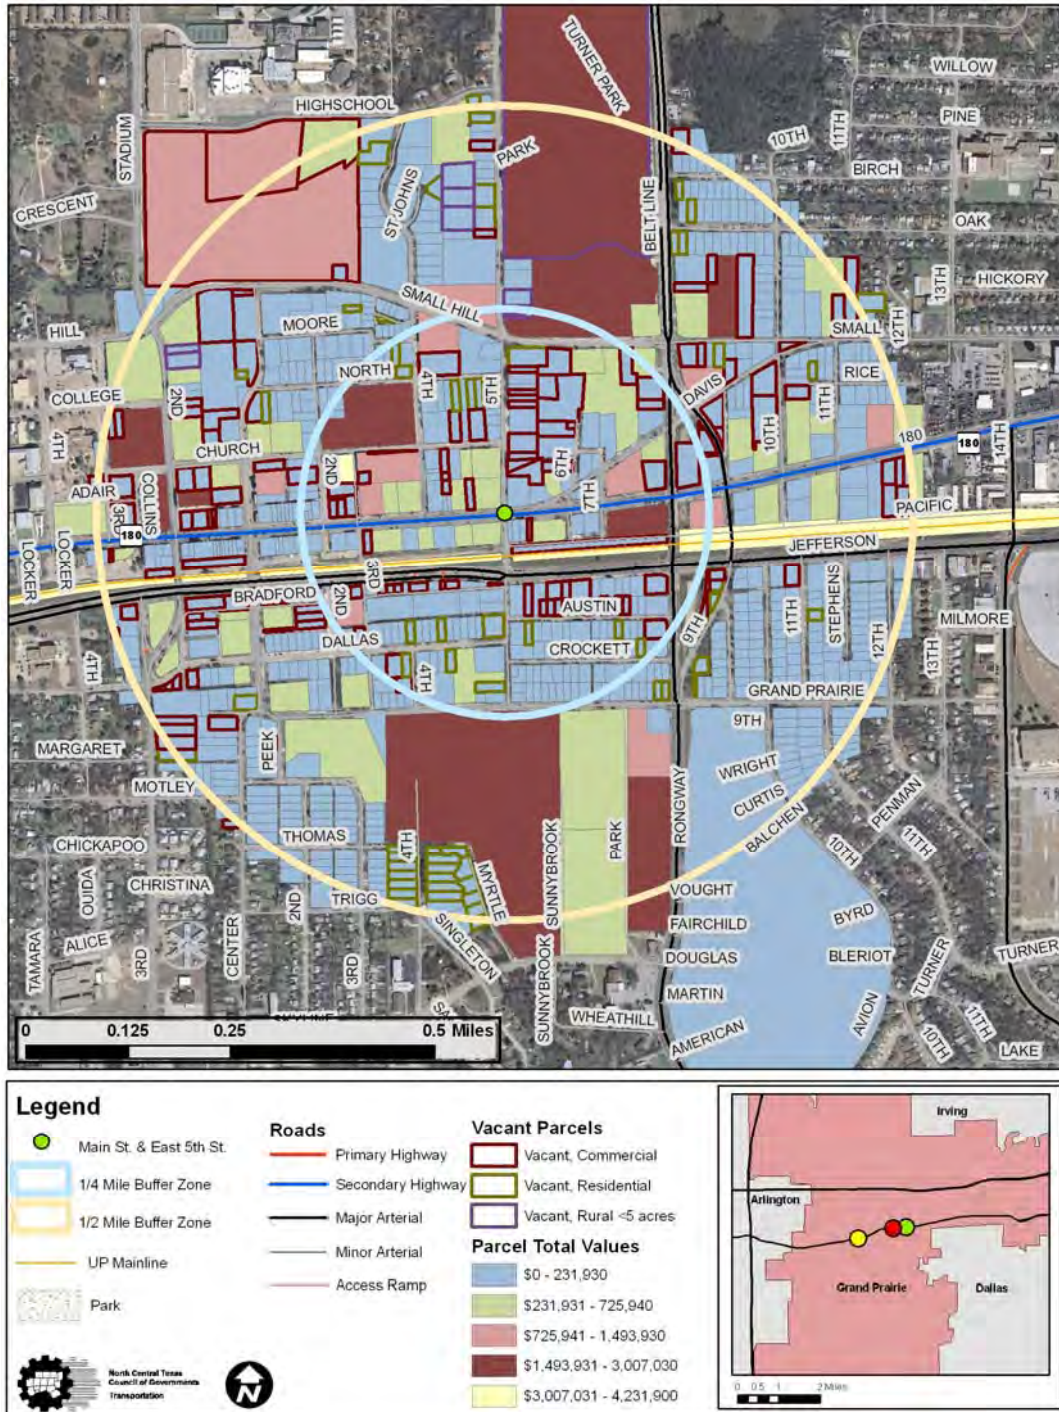 TURNER PARK
WILLOW
HIGHSCHOOL
PINE
STADIUM
10TH
11TH
BIRCH
PARK
CRESCENT
ST JOHNS
BELT LINE
OAK
HICKORY
13TH
SMALL HILL
MOORE
HILL
SMALL
12TH
NORTH
4TH
5TH
DAVIS
RICE
COLLEGE
2ND
11TH
10TH
4TH
CHURCH
180
180
14TH
2ND
6TH
7TH
ADAIR
3RD
COLLINS
PACIFIC
180
LOCKER
LOCKER
3RD
JEFFERSON
BRADFORD
2ND
AUSTIN
DALLAS
9TH
11TH
STEPHENS
12TH
MILMORE
4TH
4TH
CROCKETT
13TH
GRAND PRAIRIE
9TH
MARGARET
PEEK
WRIGHT
MOTLEY
CURTIS
PENMAN
RONGWAY
BALCHEN
THOMAS
4TH
SUNNYBROOK
PARK
10TH
11TH
CHICKAPOO
OUIDA
CHRISTINA
MYRTLE
TRIGG
2ND
VOUGHT
BYRD
FAIRCHILD
TAMARA
ALICE
3RD
CENTER
3RD
SINGLETON
SUNNYBROOK
DOUGLAS
BLERIOT
TURNER
TURNER
MARTIN
WHEATHILL
AVION
11TH
AMERICAN
10TH
LAKE
0 0.125 0.25 0.5 Miles
Legend
Main St. & East 5th St.
1/4 Mile Buffer Zone
1/2 Mile Buffer Zone
UP Mainline
Park
North Central Texas
Council of Governments
Transportation
N
Roads
Primary Highway
Secondary Highway
Major Arterial
Minor Arterial
Access Ramp
Vacant Parcels
Vacant, Commercial
Vacant, Residential
Vacant, Rural <5 acres
Parcel Total Values
$0 - 231,930
$231,931 - 725,940
$725,941 - 1,493,930
$1,493,931 - 3,007,030
$3,007,031 - 4,231,900
Irving
Arlington
Grand Prairie
Dallas
0 0.5 1 2 Miles